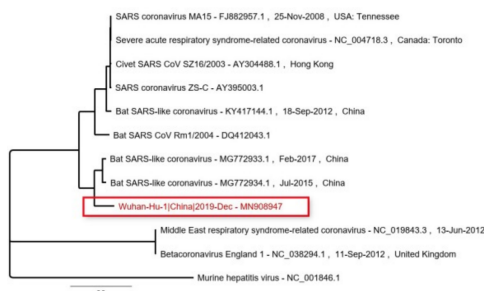 SARS coronavirus MA15 - FJ882957.1 , 25-Nov-2008 , USA: Tennessee
Severe acute respiratory syndrome-related coronavirus - NC_004718.3 , Canada: Toronto
Civet SARS CoV SZ16/2003 - AY304488.1 , Hong Kong
SARS coronavirus ZS-C - AY395003.1
Bat SARS-like coronavirus - KY417144.1 , 18-Sep-2012 , China
Bat SARS CoV Rm1/2004 - DQ412043.1
Bat SARS-like coronavirus - MG772933.1 , Feb-2017 , China
Bat SARS-like coronavirus - MG772934.1 , Jul-2015 , China
Wuhan-Hu-1|China|2019-Dec - MN908947
Middle East respiratory syndrome-related coronavirus - NC_019843.3 , 13-Jun-2012
Betacoronavirus England 1 - NC_038294.1 , 11-Sep-2012 , United Kingdom
Murine hepatitis virus - NC_001846.1